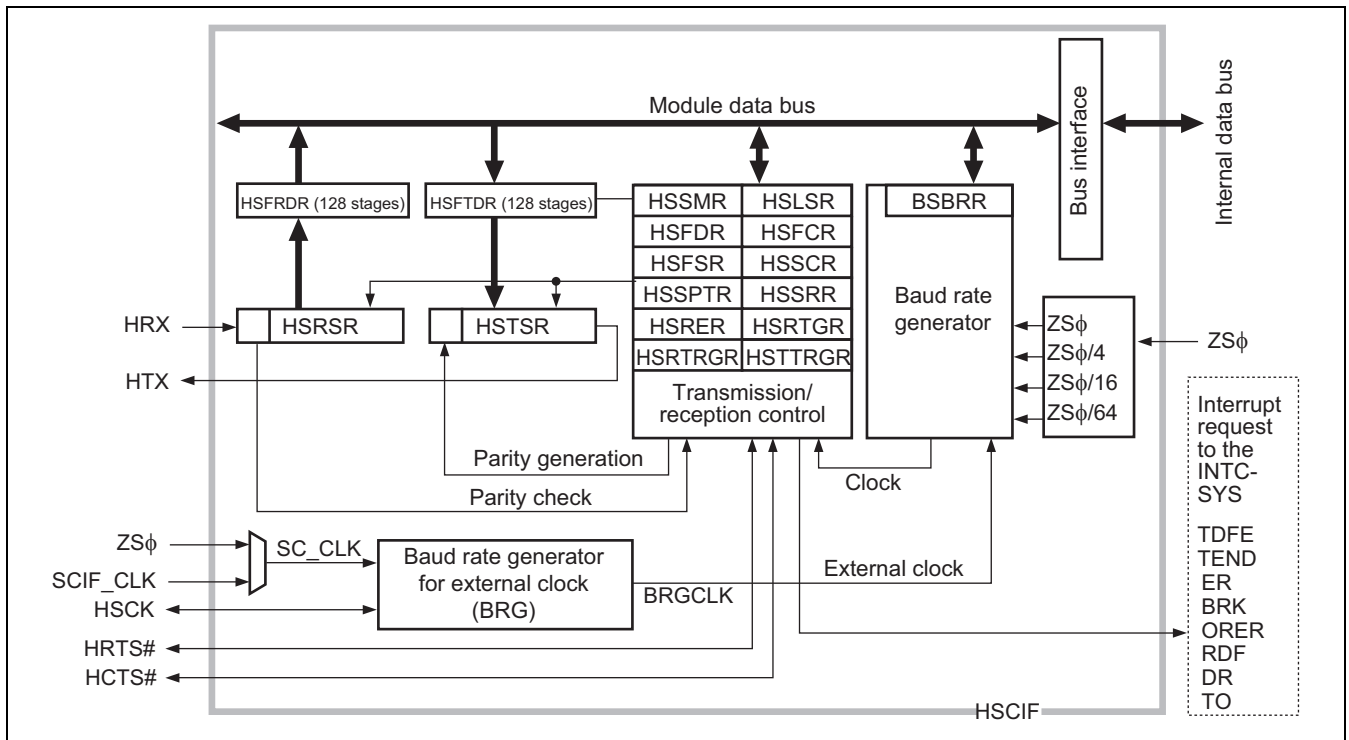 Module data bus
Bus interface
Internal data bus
HSFRDR (128 stages)
HSFTDR (128 stages)
HSSMR
HSLSR
HSFDR
HSFCR
HSFSR
HSSCR
HSSPTR
HSSRR
HSRER
HSRTGR
HSRTRGR
HSTTRGR
Transmission/
reception control
BSBRR
Baud rate
generator
ZSϕ
ZSϕ/4
ZSϕ/16
ZSϕ/64
ZSϕ
HRX
HSRSR
HSTSR
HTX
Parity generation
Parity check
Clock
Interrupt
request
to the
INTC-
SYS
TDFE
TEND
ER
BRK
ORER
RDF
DR
TO
ZSϕ
SCIF_CLK
HSCK
HRTS#
HCTS#
SC_CLK
Baud rate generator
for external clock
(BRG)
BRGCLK
External clock
HSCIF